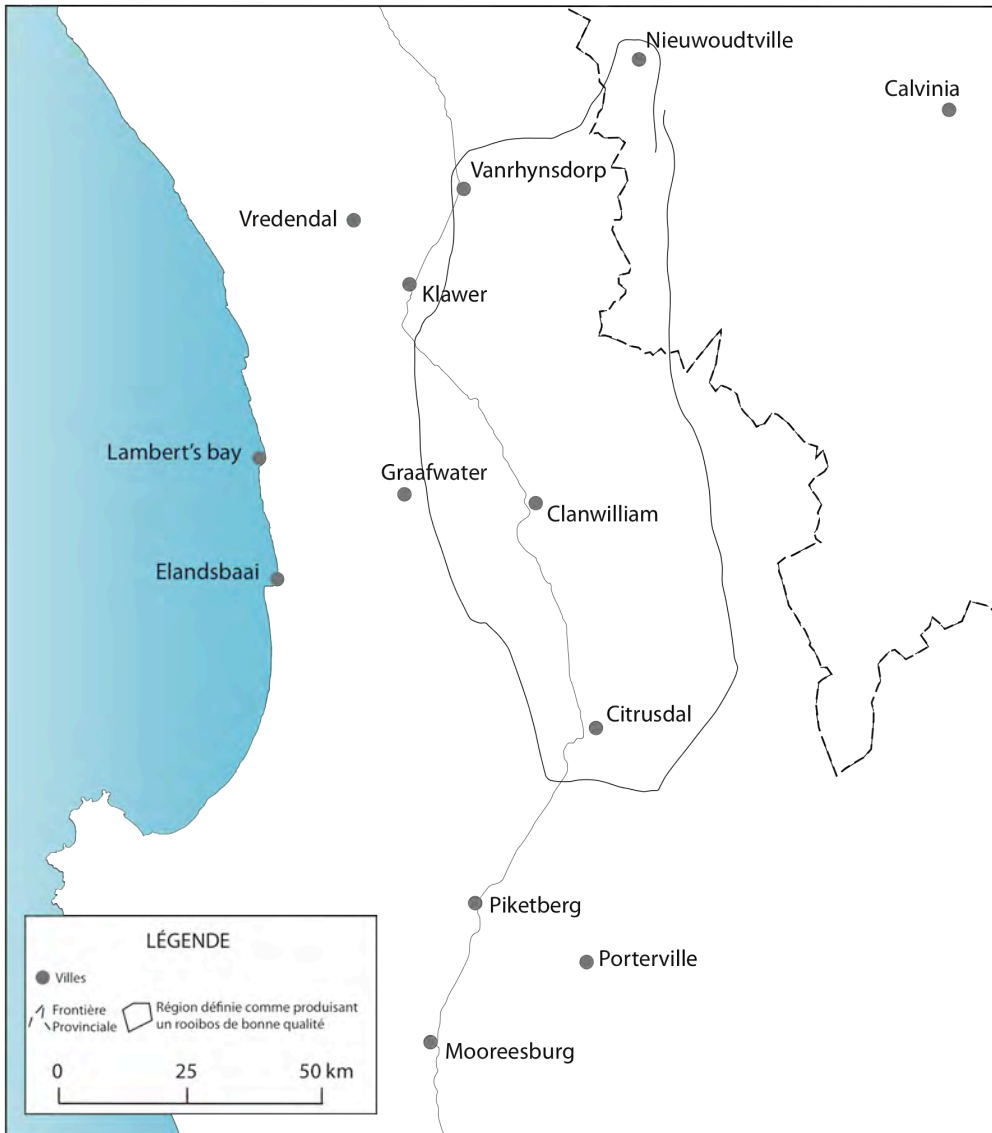 Nieuwoudtville
Calvinia
Vanrhynsdorp
Vredendal
Klawer
Lambert's bay
Graafwater
Clanwilliam
Elandsbaai
Citrusdal
Piketberg
Porterville
Mooreesburg
LÉGENDE
Villes
Frontière
Provinciale
Région définie comme produisant
un rooibos de bonne qualité
0 25 50 km